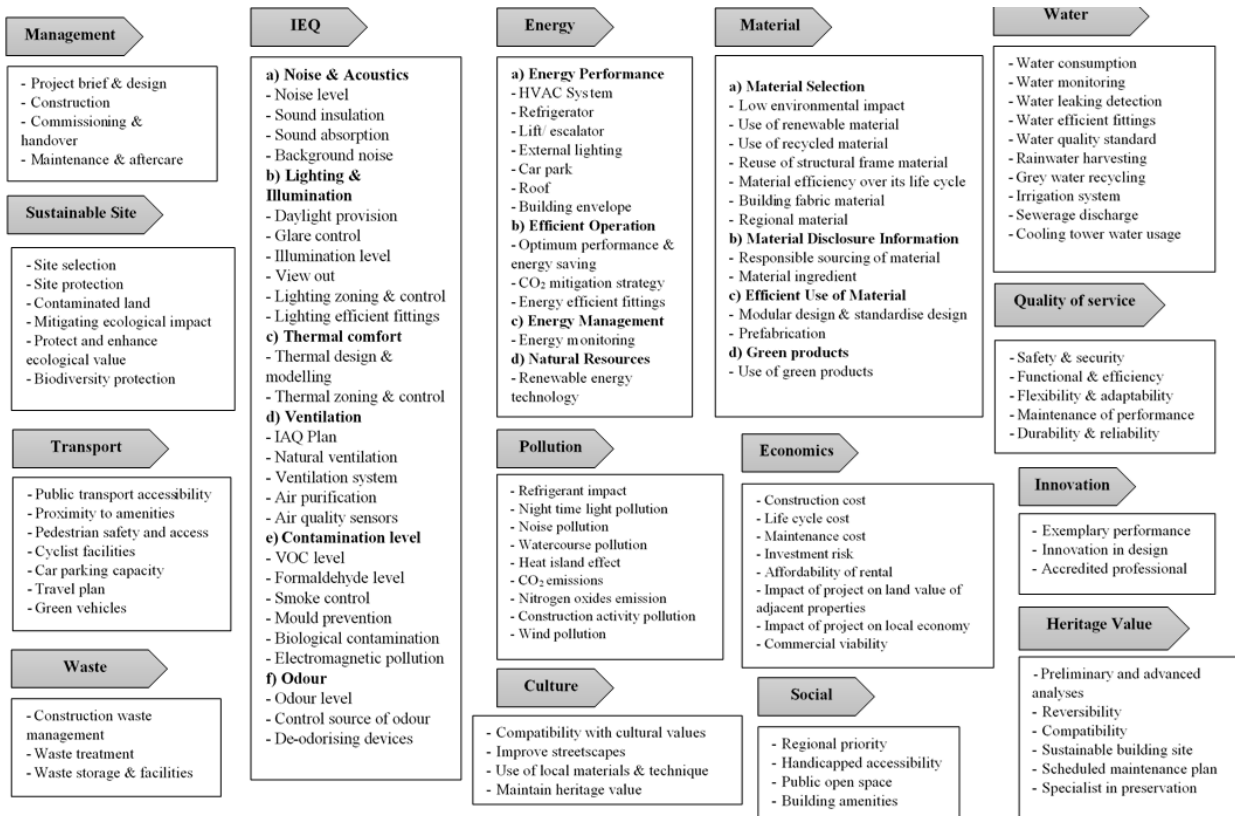 Management
- Project brief & design
- Construction
- Commissioning &
handover
- Maintenance & aftercare
Sustainable Site
- Site selection
- Site protection
- Contaminated land
- Mitigating ecological impact
- Protect and enhance
ecological value
- Biodiversity protection
Transport
- Public transport accessibility
- Proximity to amenities
- Pedestrian safety and access
- Cyclist facilities
- Car parking capacity
- Travel plan
- Green vehicles
Waste
- Construction waste
management
- Waste treatment
- Waste storage & facilities
IEQ
a) Noise & Acoustics
- Noise level
- Sound insulation
- Sound absorption
- Background noise
b) Lighting &
Illumination
- Daylight provision
- Glare control
- Illumination level
- View out
- Lighting zoning & control
- Lighting efficient fittings
c) Thermal comfort
- Thermal design &
modelling
- Thermal zoning & control
d) Ventilation
- IAQ Plan
- Natural ventilation
- Ventilation system
- Air purification
- Air quality sensors
e) Contamination level
- VOC level
- Formaldehyde level
- Smoke control
- Mould prevention
- Biological contamination
- Electromagnetic pollution
f) Odour
- Odour level
- Control source of odour
- De-odorising devices
Energy
a) Energy Performance
- HVAC System
- Refrigerator
- Lift/ escalator
- External lighting
- Car park
- Roof
- Building envelope
b) Efficient Operation
- Optimum performance &
energy saving
- CO₂ mitigation strategy
- Energy efficient fittings
c) Energy Management
- Energy monitoring
d) Natural Resources
- Renewable energy
technology
Pollution
- Refrigerant impact
- Night time light pollution
- Noise pollution
- Watercourse pollution
- Heat island effect
- CO₂ emissions
- Nitrogen oxides emission
- Construction activity pollution
- Wind pollution
Culture
- Compatibility with cultural values
- Improve streetscapes
- Use of local materials & technique
- Maintain heritage value
Material
a) Material Selection
- Low environmental impact
- Use of renewable material
- Use of recycled material
- Reuse of structural frame material
- Material efficiency over its life cycle
- Building fabric material
- Regional material
b) Material Disclosure Information
- Responsible sourcing of material
- Material ingredient
c) Efficient Use of Material
- Modular design & standardise design
- Prefabrication
d) Green products
- Use of green products
Economics
- Construction cost
- Life cycle cost
- Maintenance cost
- Investment risk
- Affordability of rental
- Impact of project on land value of
adjacent properties
- Impact of project on local economy
- Commercial viability
Social
- Regional priority
- Handicapped accessibility
- Public open space
- Building amenities
Water
- Water consumption
- Water monitoring
- Water leaking detection
- Water efficient fittings
- Water quality standard
- Rainwater harvesting
- Grey water recycling
- Irrigation system
- Sewerage discharge
- Cooling tower water usage
Quality of service
- Safety & security
- Functional & efficiency
- Flexibility & adaptability
- Maintenance of performance
- Durability & reliability
Innovation
- Exemplary performance
- Innovation in design
- Accredited professional
Heritage Value
- Preliminary and advanced
analyses
- Reversibility
- Compatibility
- Sustainable building site
- Scheduled maintenance plan
- Specialist in preservation